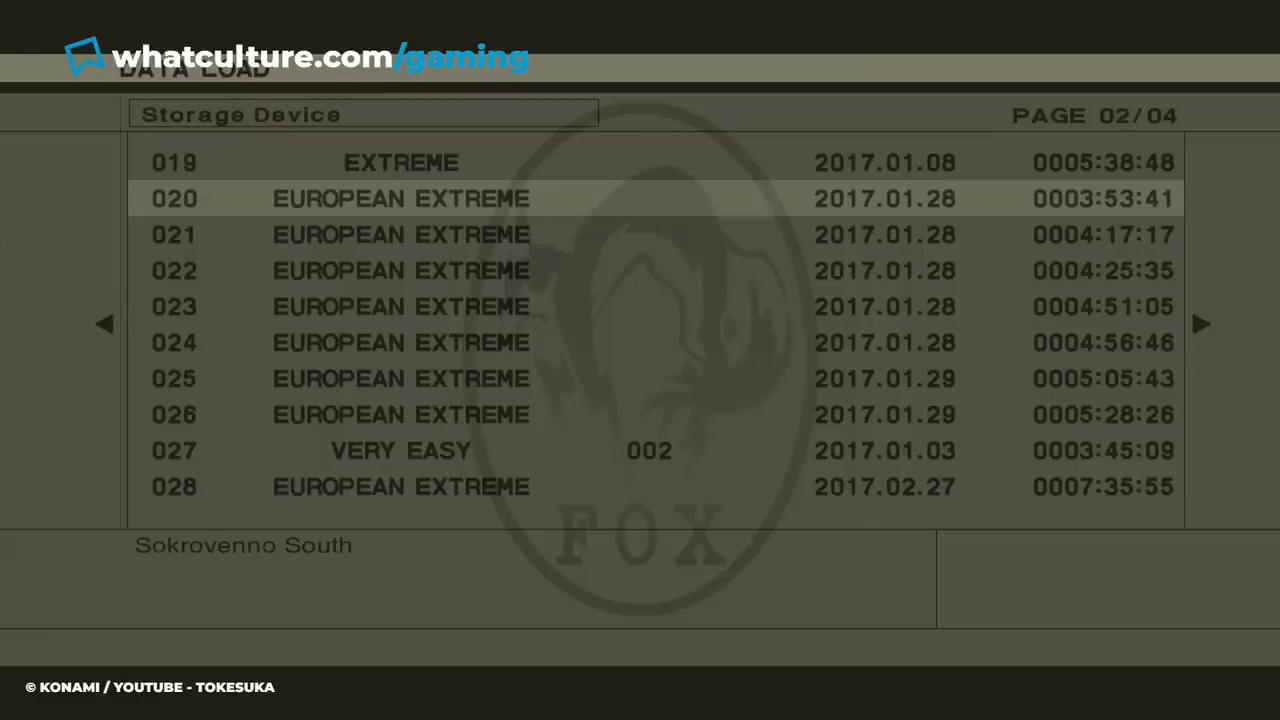 whatculture.com/gaming
DATA LOAD
Storage Device PAGE 02/04
019 EXTREME 2017.01.08 0005:38:48
020 EUROPEAN EXTREME 2017.01.28 0003:53:41
021 EUROPEAN EXTREME 2017.01.28 0004:17:17
022 EUROPEAN EXTREME 2017.01.28 0004:25:35
023 EUROPEAN EXTREME 2017.01.28 0004:51:05
024 EUROPEAN EXTREME 2017.01.28 0004:56:46
025 EUROPEAN EXTREME 2017.01.29 0005:05:43
026 EUROPEAN EXTREME 2017.01.29 0005:28:26
027 VERY EASY 002 2017.01.03 0003:45:09
028 EUROPEAN EXTREME 2017.02.27 0007:35:55
FOX
Sokrovenno South
© KONAMI / YOUTUBE - TOKESUKA